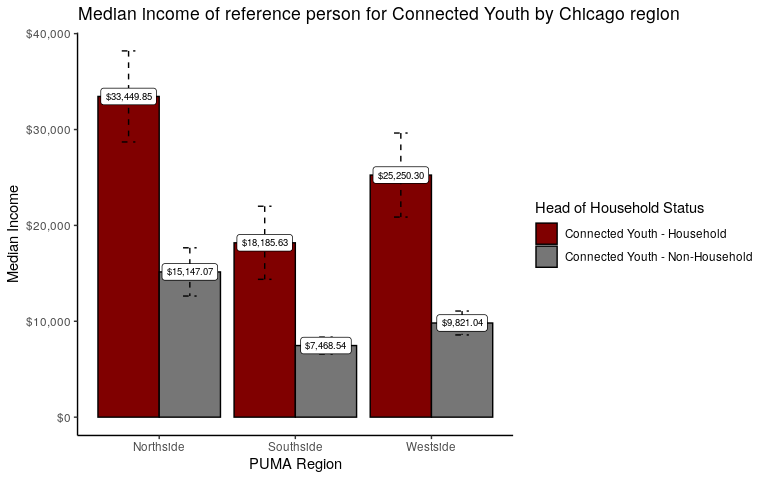 Median income of reference person for Connected Youth by Chicago region
$40,000
$30,000
$20,000
$10,000
$0
Median Income
$33,449.85
$15,147.07
$18,185.63
$7,468.54
$25,250.30
$9,821.04
Northside
Southside
Westside
PUMA Region
Head of Household Status
Connected Youth - Household
Connected Youth - Non-Household